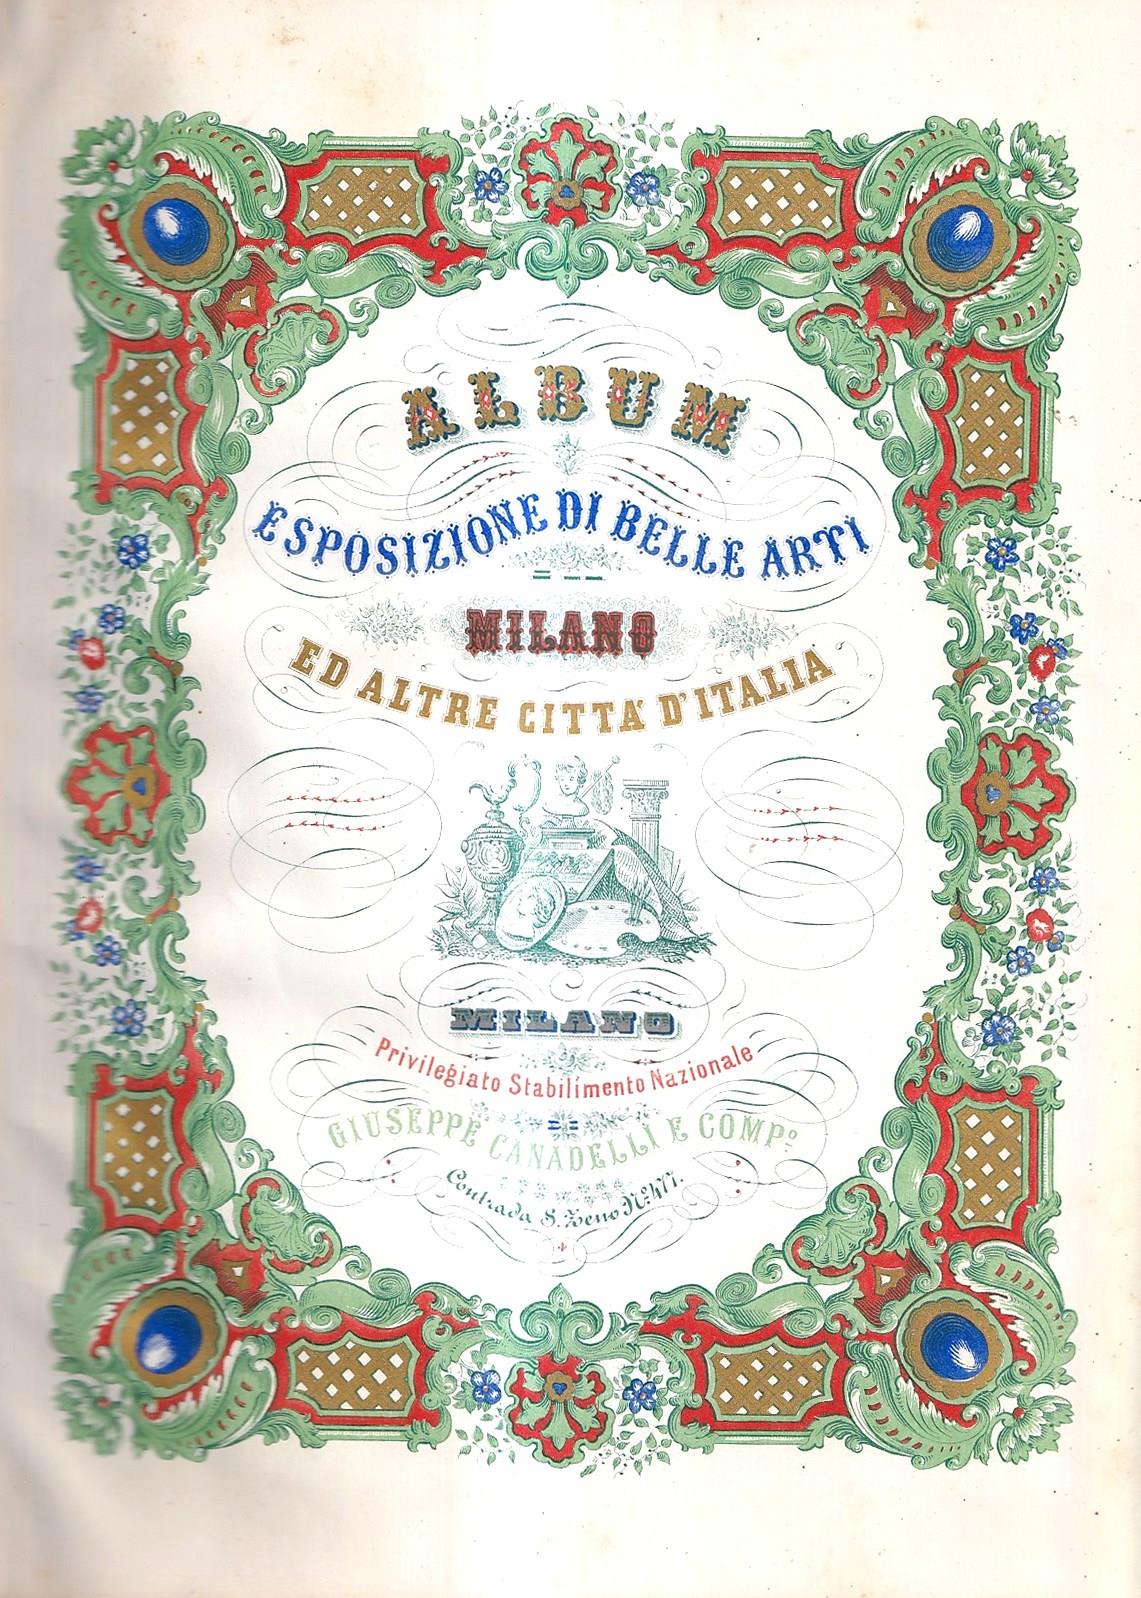 ALBUM
ESPOSIZIONE DI BELLE ARTI
MILANO
ED ALTRE CITTA' D'ITALIA
MILANO
Privilegiato Stabilimento Nazionale
GIUSEPPE CANADELLI E COMP.º
Contrada S. Zeno N.º 477.